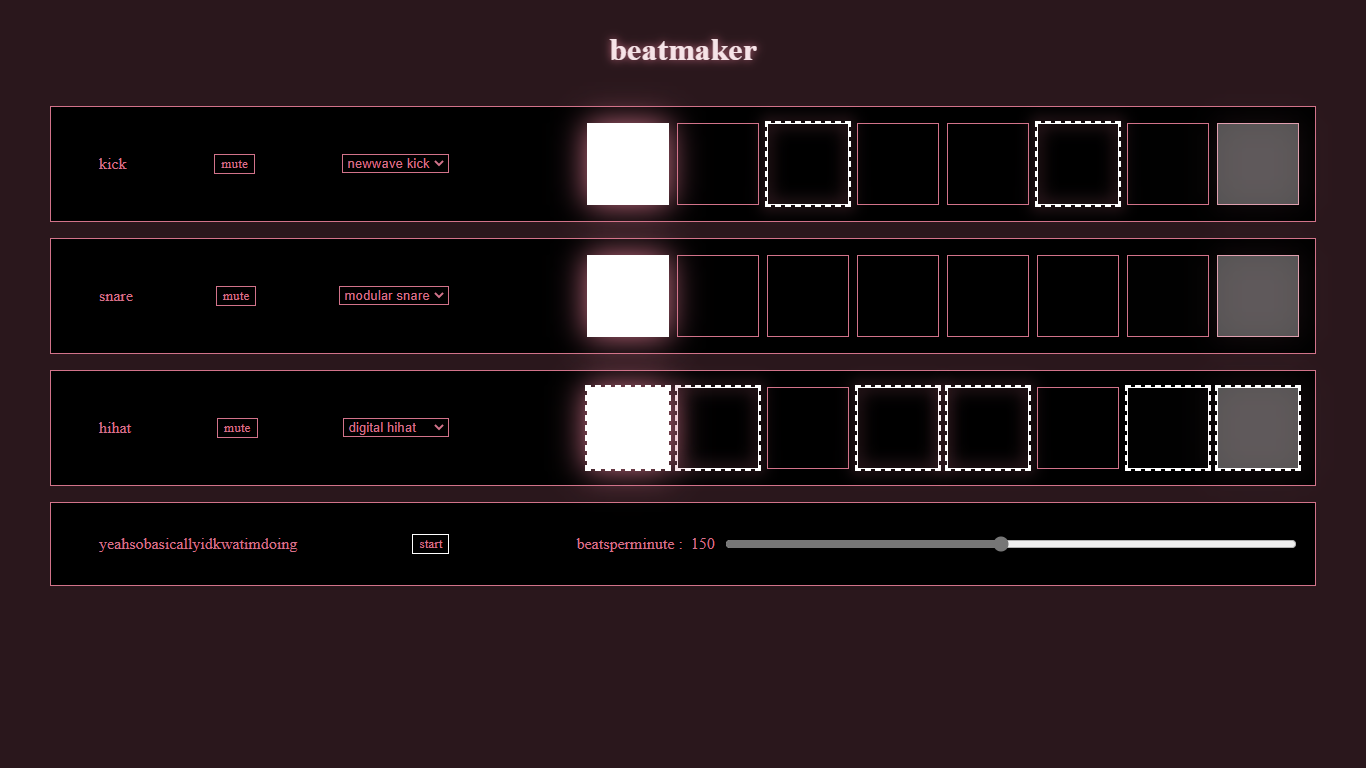 beatmaker
kick mute newwave kick
snare mute modular snare
hihat mute digital hihat
yeahsobasicallyidkwatimdoing start beatsperminute : 150